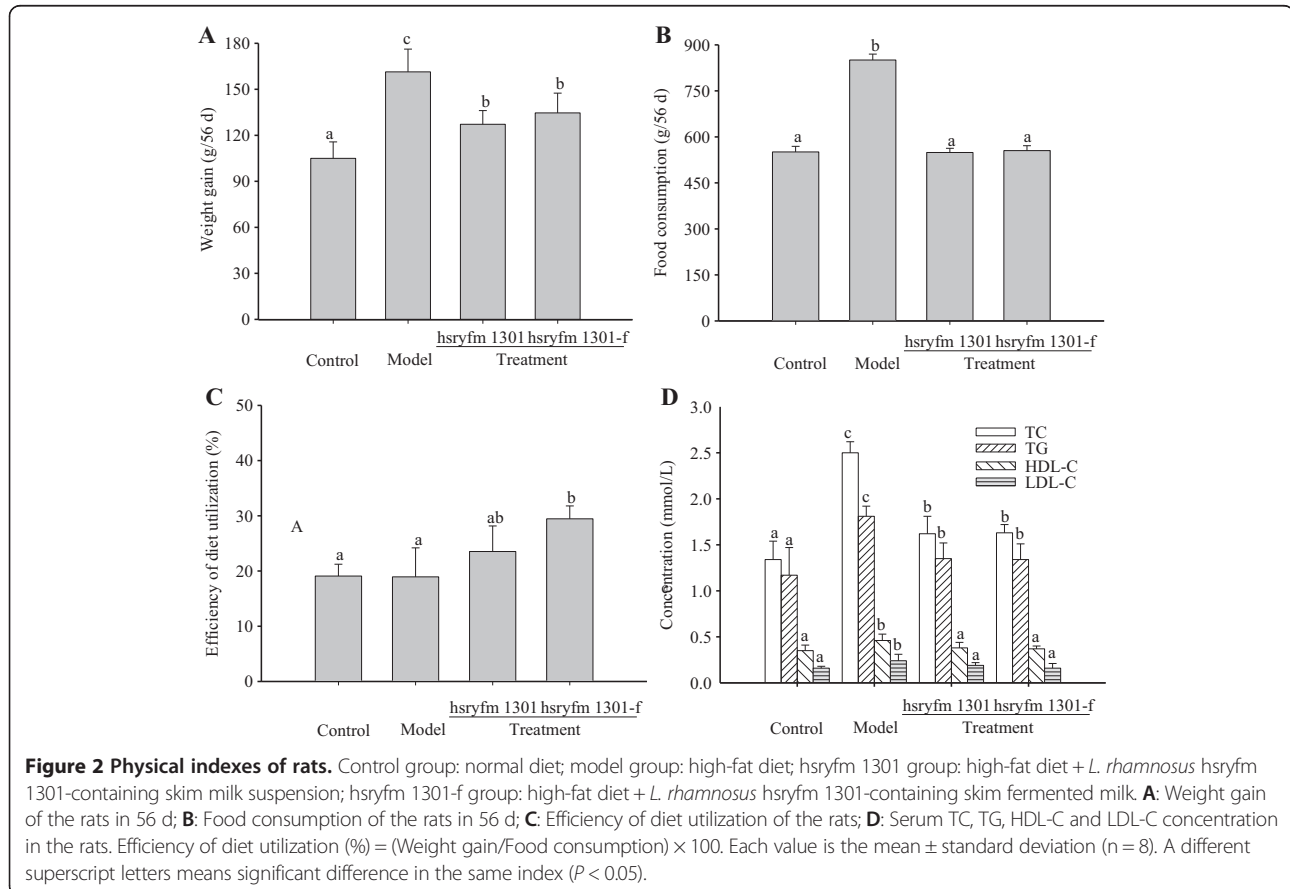 A
c
180
150
120
90
60
30
0
a
b
b
Weight gain (g/56 d)
hsryfm 1301 hsryfm 1301-f
Control Model Treatment
B
b
900
750
600
450
300
150
0
a
a
a
Food consumption (g/56 d)
hsryfm 1301 hsryfm 1301-f
Control Model Treatment
C
50
40
30
20
10
0
A
a
a
ab
b
Efficiency of diet utilization (%)
hsryfm 1301 hsryfm 1301-f
Control Model Treatment
D
3.0
2.5
2.0
1.5
1.0
0.5
0.0
TC
TG
HDL-C
LDL-C
a a a a
c c b b
b b a a
b b a a
Concentration (mmol/L)
hsryfm 1301 hsryfm 1301-f
Control Model Treatment
Figure 2 Physical indexes of rats. Control group: normal diet; model group: high-fat diet; hsryfm 1301 group: high-fat diet + L. rhamnosus hsryfm
1301-containing skim milk suspension; hsryfm 1301-f group: high-fat diet + L. rhamnosus hsryfm 1301-containing skim fermented milk. A: Weight gain
of the rats in 56 d; B: Food consumption of the rats in 56 d; C: Efficiency of diet utilization of the rats; D: Serum TC, TG, HDL-C and LDL-C concentration
in the rats. Efficiency of diet utilization (%) = (Weight gain/Food consumption) × 100. Each value is the mean ± standard deviation (n = 8). A different
superscript letters means significant difference in the same index (P < 0.05).